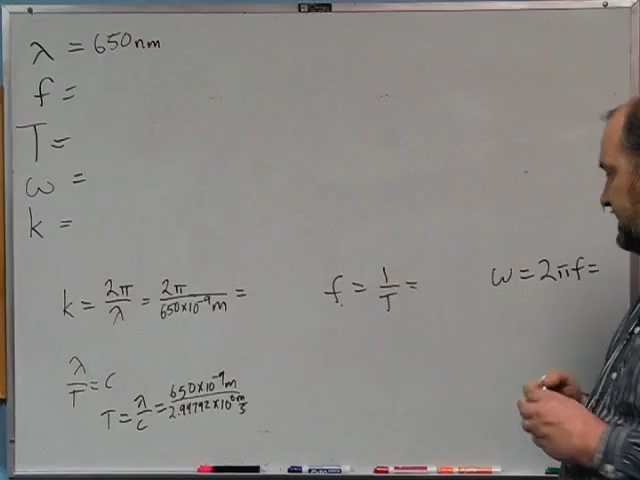 λ = 650nm
f =
T =
ω =
k =
k = 2π/λ = 2π/650×10⁻⁹m =
f = 1/T =
ω = 2πf =
λ/T = c
T = λ/c = 650×10⁻⁹m/2.99792×10⁸ m/s